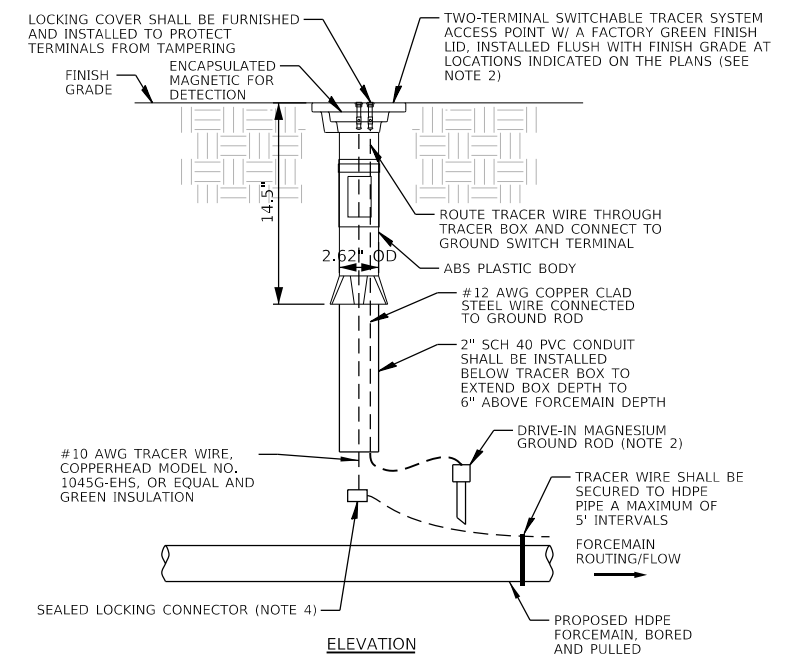 LOCKING COVER SHALL BE FURNISHED
AND INSTALLED TO PROTECT
TERMINALS FROM TAMPERING
TWO-TERMINAL SWITCHABLE TRACER SYSTEM
ACCESS POINT W/ A FACTORY GREEN FINISH
LID, INSTALLED FLUSH WITH FINISH GRADE AT
LOCATIONS INDICATED ON THE PLANS (SEE
NOTE 2)
ENCAPSULATED
MAGNETIC FOR
DETECTION
FINISH
GRADE
14.5"
ROUTE TRACER WIRE THROUGH
TRACER BOX AND CONNECT TO
GROUND SWITCH TERMINAL
2.62" OD
ABS PLASTIC BODY
#12 AWG COPPER CLAD
STEEL WIRE CONNECTED
TO GROUND ROD
2" SCH 40 PVC CONDUIT
SHALL BE INSTALLED
BELOW TRACER BOX TO
EXTEND BOX DEPTH TO
6" ABOVE FORCEMAIN DEPTH
DRIVE-IN MAGNESIUM
GROUND ROD (NOTE 2)
#10 AWG TRACER WIRE,
COPPERHEAD MODEL NO.
1045G-EHS, OR EQUAL AND
GREEN INSULATION
TRACER WIRE SHALL BE
SECURED TO HDPE
PIPE A MAXIMUM OF
5' INTERVALS
FORCEMAIN
ROUTING/FLOW
SEALED LOCKING CONNECTOR (NOTE 4)
PROPOSED HDPE
FORCEMAIN, BORED
AND PULLED
ELEVATION